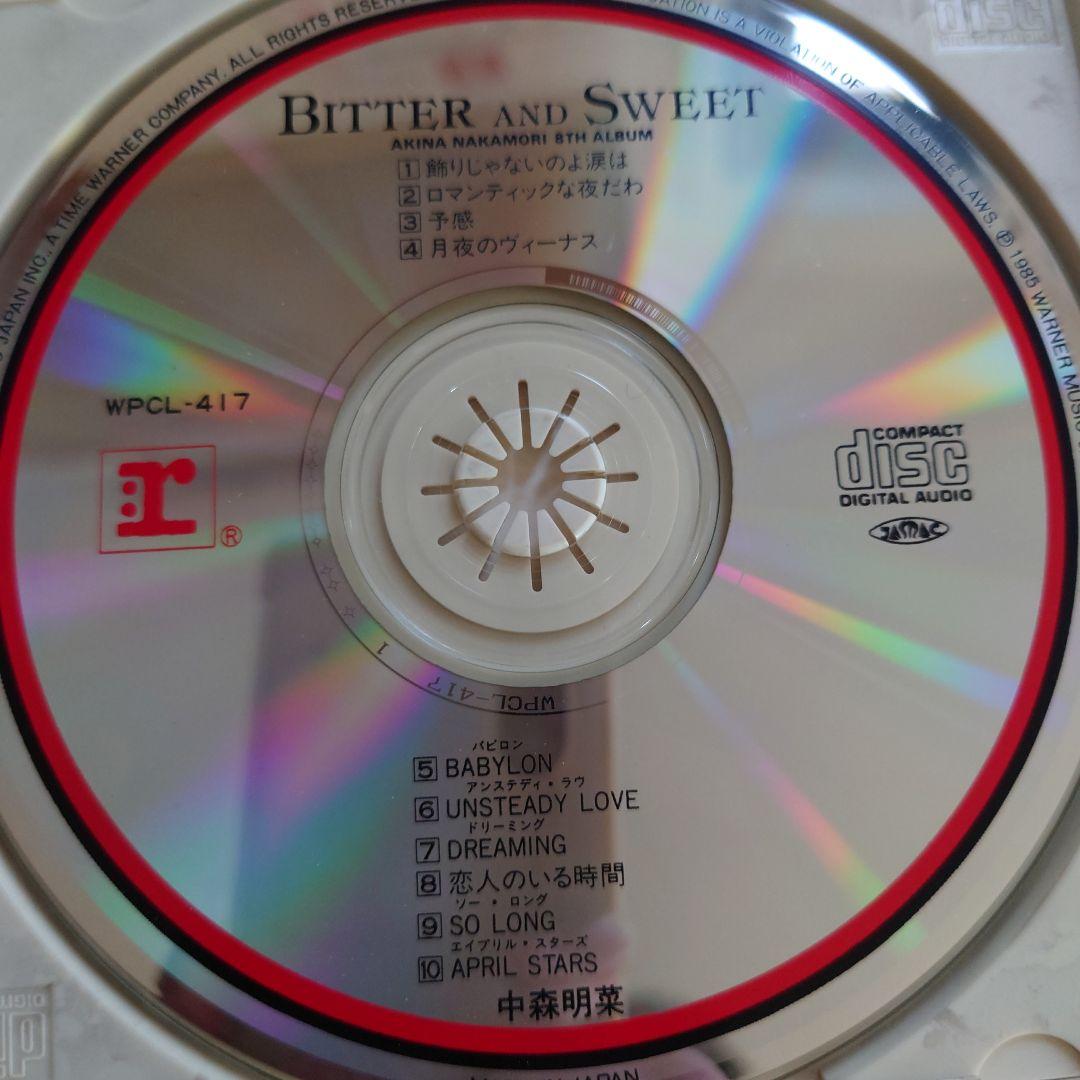 BITTER AND SWEET
AKINA NAKAMORI 8TH ALBUM
1 飾りじゃないのよ涙は
2 ロマンティックな夜だわ
3 予感
4 月夜のヴィーナス
WPCL-417
r®
COMPACT
disc
DIGITAL AUDIO
JASRAC
1
WPCL-417
バビロン
5 BABYLON
アンステディ・ラヴ
6 UNSTEADY LOVE
ドリーミング
7 DREAMING
8 恋人のいる時間
ソー・ロング
9 SO LONG
エイプリル・スターズ
10 APRIL STARS
中森明菜
JAPAN INC., A TIME WARNER COMPANY. ALL RIGHTS RESERVED
IS A VIOLATION OF APPLICABLE LAWS. ℗ 1985 WARNER MUSIC
JAPAN
disc
DIGITAL AUDIO